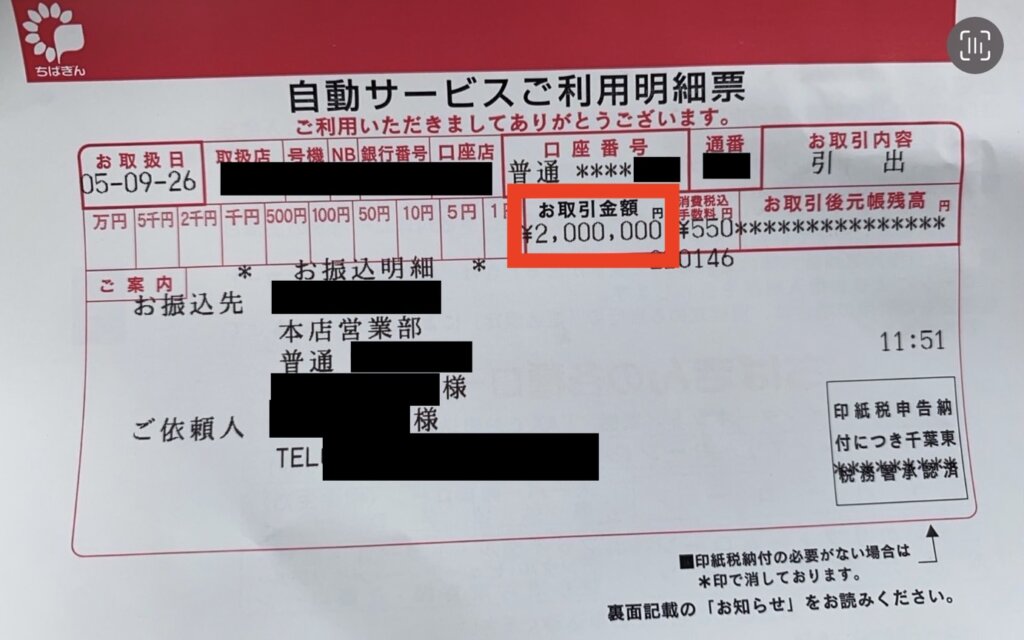 ちばぎん
自動サービスご利用明細票
ご利用いただきましてありがとうございます。
お取扱日 取扱店 号機 NB 銀行番号 口座店 口座番号 通番 お取引内容
05-09-26 普通 **** 引 出
万円 5千円 2千円 千円 500円 100円 50円 10円 5円 お取引金額 円 消費税込手数料 円 お取引後元帳残高 円
¥2,000,000 ¥550 ***************
0146
* お振込明細 *
ご案内
お振込先
本店営業部
11:51
普通
様
ご依頼人 様
TEL
印紙税申告納
付につき千葉東
税務署承認済
■印紙税納付の必要がない場合は
*印で消しております。
裏面記載の「お知らせ」をお読みください。